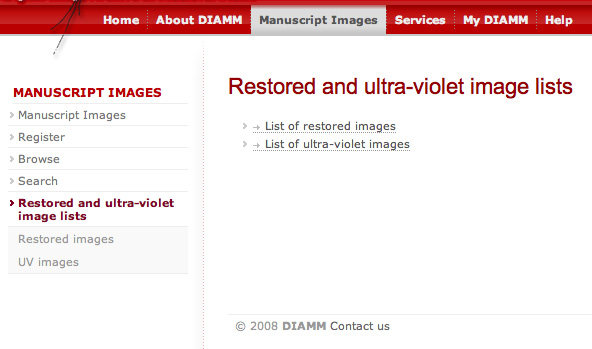 Home About DIAMM Manuscript Images Services My DIAMM Help
MANUSCRIPT IMAGES
Manuscript Images
Register
Browse
Search
Restored and ultra-violet
image lists
Restored images
UV images
Restored and ultra-violet image lists
List of restored images
List of ultra-violet images
© 2008 DIAMM Contact us